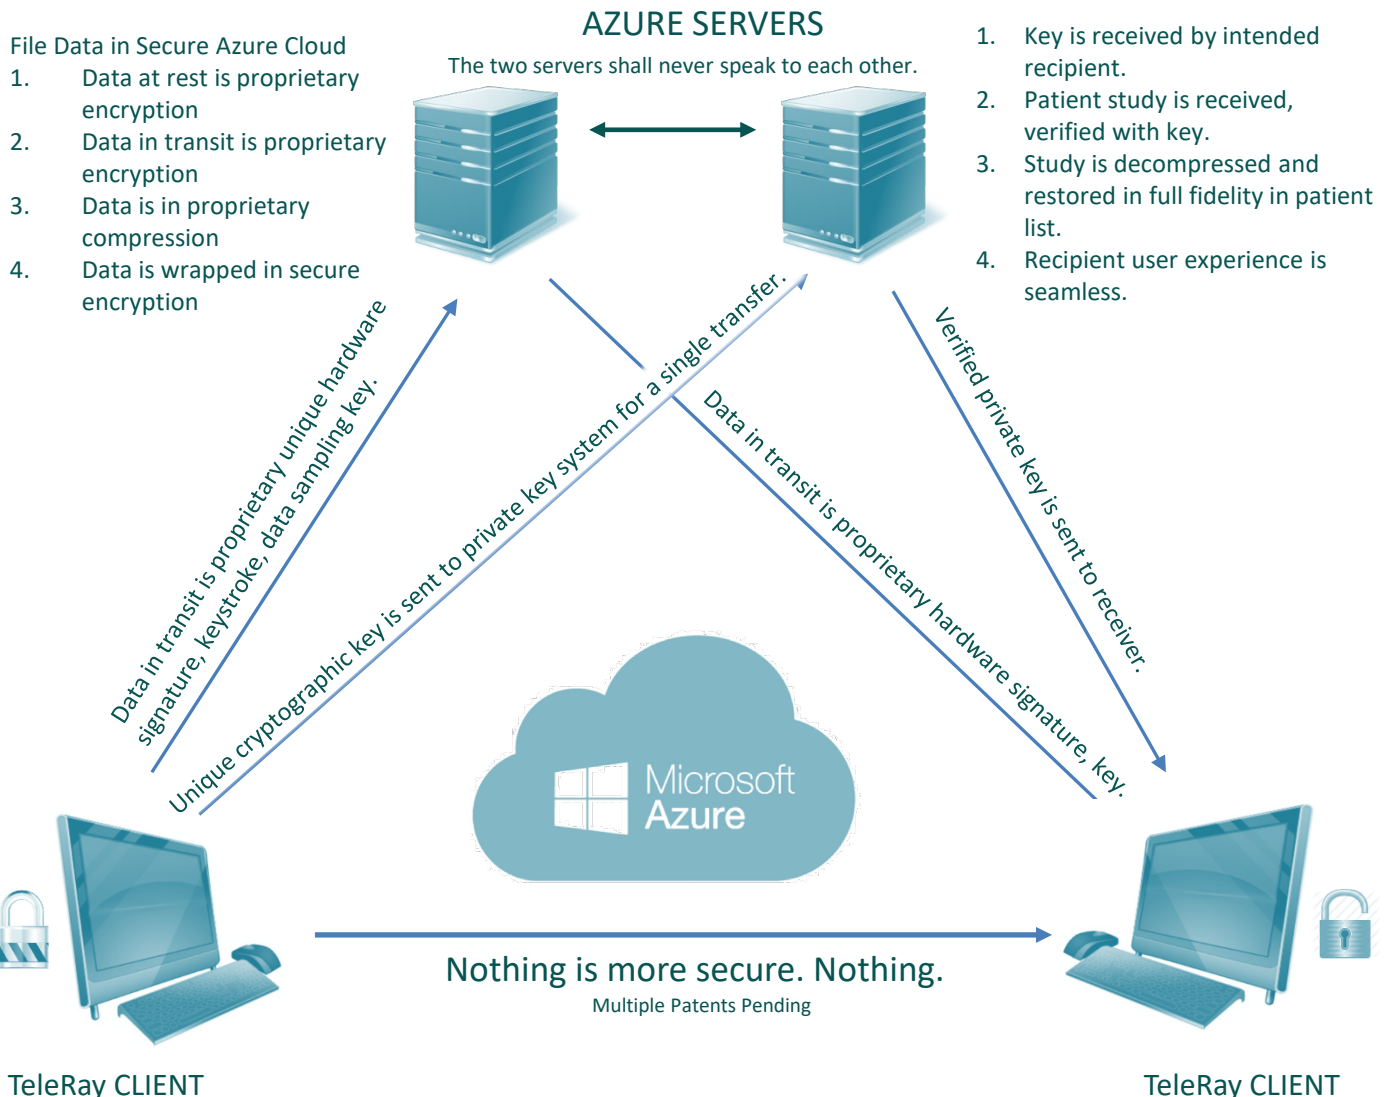 AZURE SERVERS
The two servers shall never speak to each other.
File Data in Secure Azure Cloud
1. Data at rest is proprietary
encryption
2. Data in transit is proprietary
encryption
3. Data is in proprietary
compression
4. Data is wrapped in secure
encryption
1. Key is received by intended
recipient.
2. Patient study is received,
verified with key.
3. Study is decompressed and
restored in full fidelity in patient
list.
4. Recipient user experience is
seamless.
Data in transit is proprietary unique hardware
signature, keystroke, data sampling key.
Unique cryptographic key is sent to private key system for a single transfer.
Data in transit is proprietary hardware signature, key.
Verified private key is sent to receiver.
Microsoft
Azure
Nothing is more secure. Nothing.
Multiple Patents Pending
TeleRay CLIENT
TeleRay CLIENT